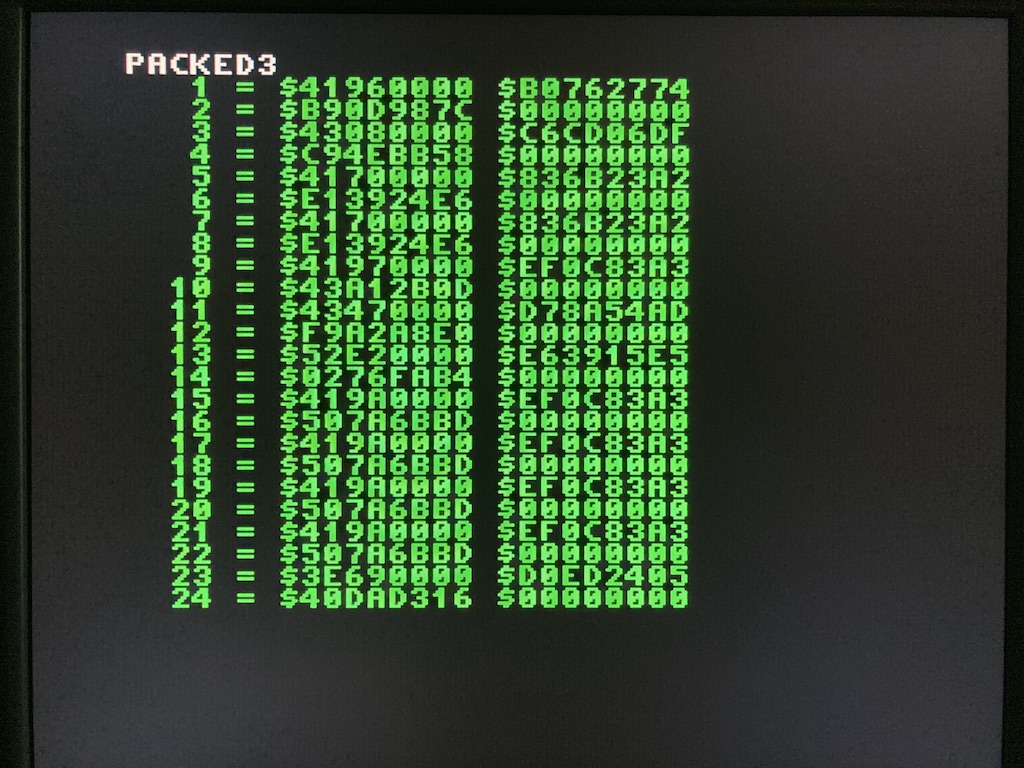 PACKED3
1 = $41960000 $B0762774
2 = $B90D987C $00000000
3 = $43080000 $C6CD06DF
4 = $C94EBB58 $00000000
5 = $41700000 $836B23A2
6 = $E13924E6 $00000000
7 = $41700000 $836B23A2
8 = $E13924E6 $00000000
9 = $41970000 $EF0C83A3
10 = $43A12B0D $00000000
11 = $43470000 $D78A54AD
12 = $F9A2A8E0 $00000000
13 = $52E20000 $E63915E5
14 = $0276FAB4 $00000000
15 = $419A0000 $EF0C83A3
16 = $507A6BBD $00000000
17 = $419A0000 $EF0C83A3
18 = $507A6BBD $00000000
19 = $419A0000 $EF0C83A3
20 = $507A6BBD $00000000
21 = $419A0000 $EF0C83A3
22 = $507A6BBD $00000000
23 = $3E690000 $D0ED2405
24 = $40DAD316 $00000000